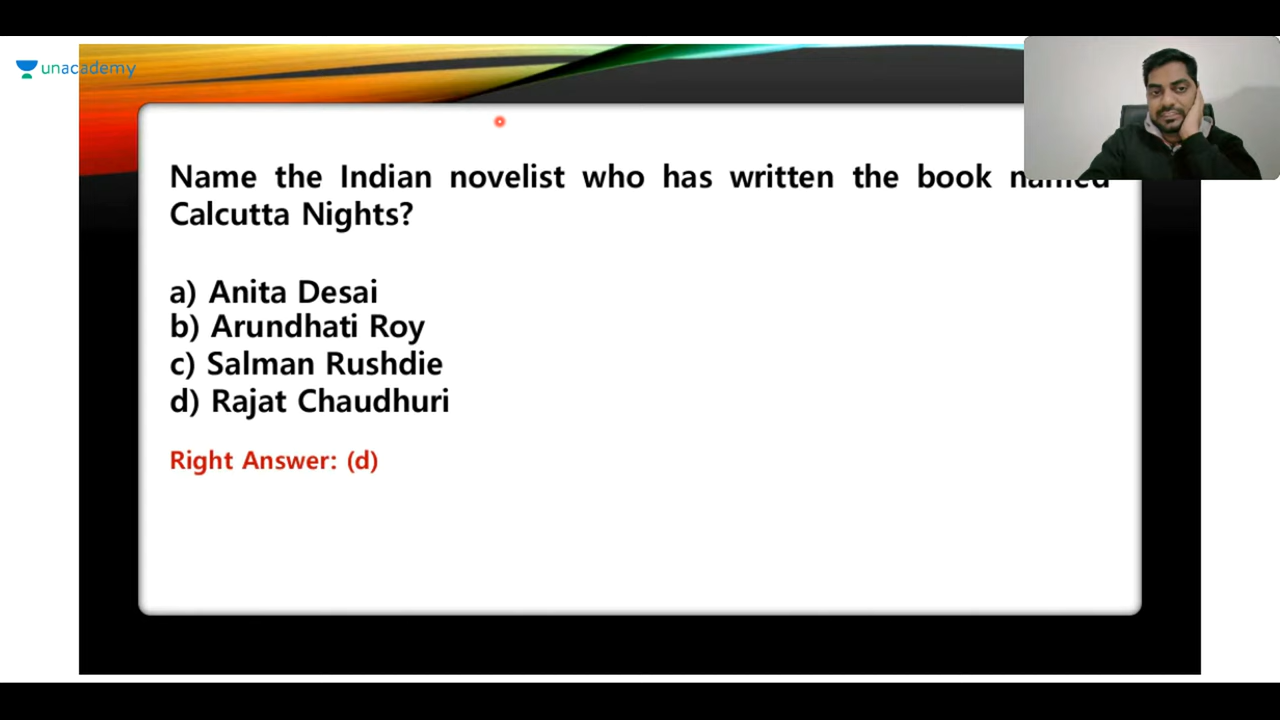 unacademy
Name the Indian novelist who has written the book named
Calcutta Nights?
a) Anita Desai
b) Arundhati Roy
c) Salman Rushdie
d) Rajat Chaudhuri
Right Answer: (d)